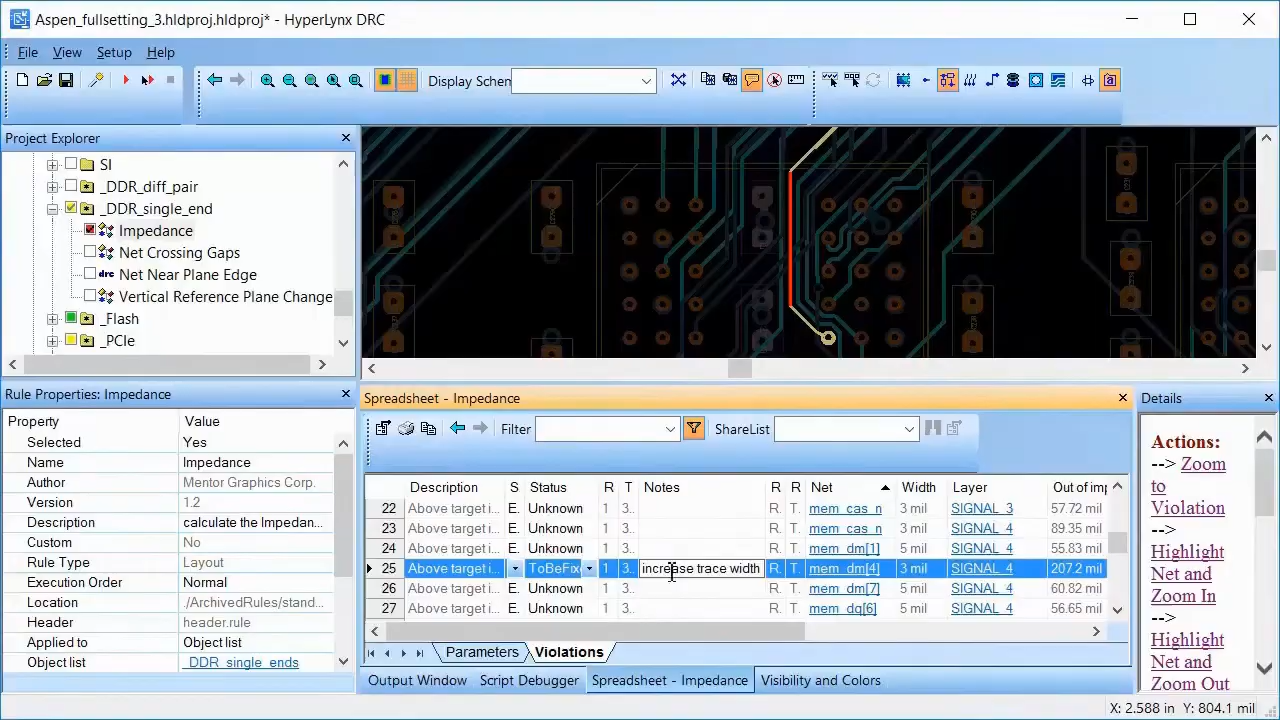 Aspen_fullsetting_3.hldproj.hldproj* - HyperLynx DRC
File View Setup Help
Display Schem
Project Explorer
SI
_DDR_diff_pair
_DDR_single_end
Impedance
Net Crossing Gaps
drc Net Near Plane Edge
Vertical Reference Plane Change
_Flash
_PCIe
Rule Properties: Impedance
Property Value
Selected Yes
Name Impedance
Author Mentor Graphics Corp.
Version 1.2
Description calculate the Impedan...
Custom No
Rule Type Layout
Execution Order Normal
Location ./ArchivedRules/stand...
Header header.rule
Applied to Object list
Object list _DDR_single_ends
Spreadsheet - Impedance
Filter ShareList
Description S Status R T Notes R R Net Width Layer Out of imp
22 Above target i... E. Unknown 1 3.. R. T. mem_cas_n 3 mil SIGNAL_3 57.72 mil
23 Above target i... E. Unknown 1 3.. R. T. mem_cas_n 3 mil SIGNAL_4 89.35 mil
24 Above target i... E. Unknown 1 3.. R. T. mem_dm[1] 5 mil SIGNAL_4 55.83 mil
25 Above target i... ToBeFixe 1 3.. increase trace width R. T. mem_dm[4] 3 mil SIGNAL_4 207.2 mil
26 Above target i... E. Unknown 1 3.. R. T. mem_dm[7] 5 mil SIGNAL_4 60.82 mil
27 Above target i... E. Unknown 1 3.. R. T. mem_dq[6] 5 mil SIGNAL_4 56.65 mil
Parameters Violations
Output Window Script Debugger Spreadsheet - Impedance Visibility and Colors
Details
Actions:
--> Zoom
to
Violation
-->
Highlight
Net and
Zoom In
-->
Highlight
Net and
Zoom Out
X: 2.588 in Y: 804.1 mil